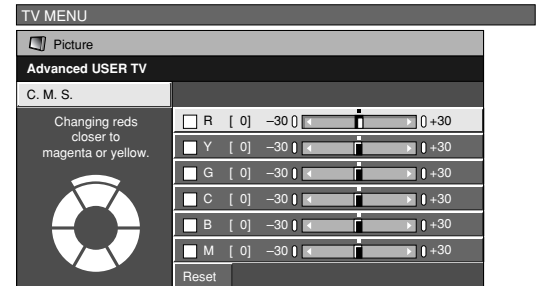 TV MENU
Picture
Advanced USER TV
C. M. S.
Changing reds
closer to
magenta or yellow.
R [ 0] –30 +30
Y [ 0] –30 +30
G [ 0] –30 +30
C [ 0] –30 +30
B [ 0] –30 +30
M [ 0] –30 +30
Reset